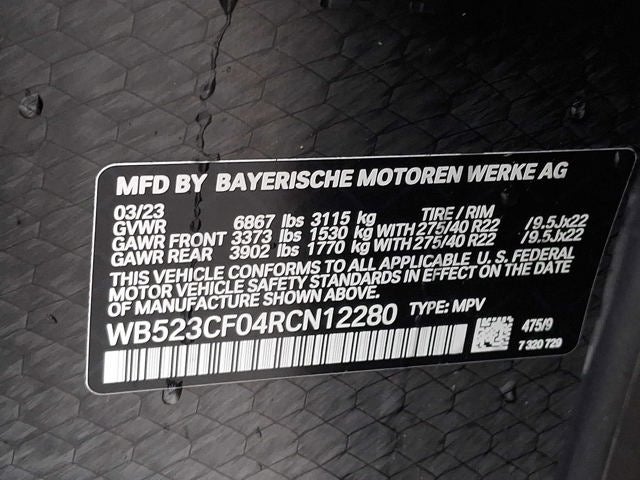 MFD BY BAYERISCHE MOTOREN WERKE AG
03/23 TIRE / RIM
GVWR 6867 lbs 3115 kg
GAWR FRONT 3373 lbs 1530 kg WITH 275/40 R22 /9.5Jx22
GAWR REAR 3902 lbs 1770 kg WITH 275/40 R22 /9.5Jx22
THIS VEHICLE CONFORMS TO ALL APPLICABLE U.S. FEDERAL
MOTOR VEHICLE SAFETY STANDARDS IN EFFECT ON THE DATE
OF MANUFACTURE SHOWN ABOVE.
WB523CF04RCN12280 TYPE: MPV
475/9
7 320 729